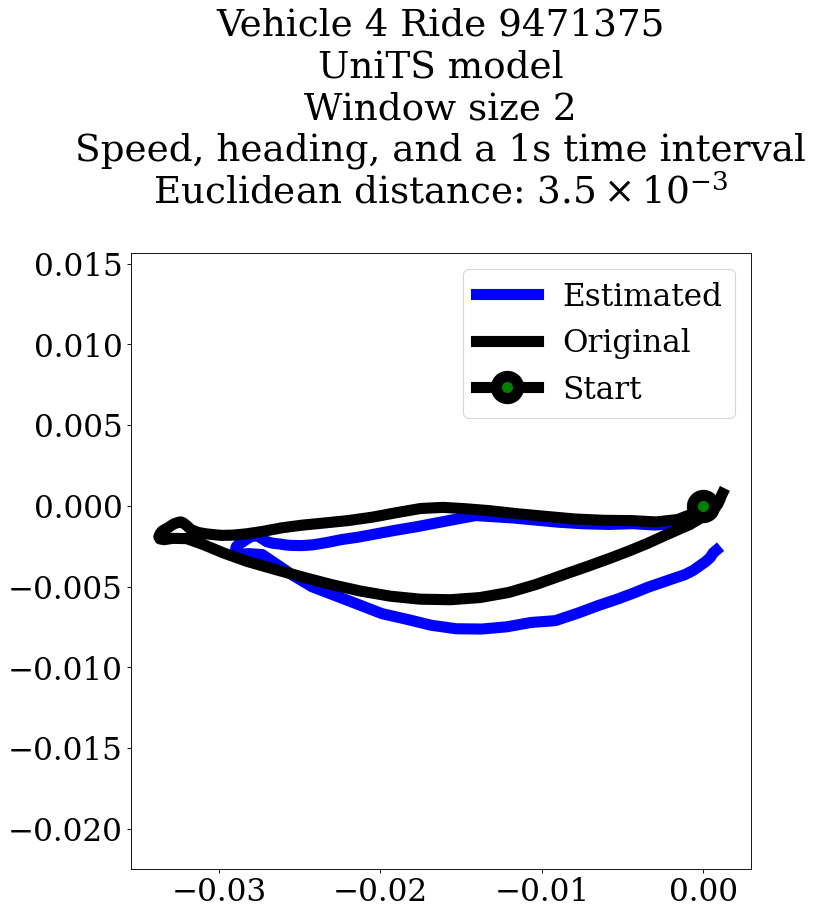 Vehicle 4 Ride 9471375
UniTS model
Window size 2
Speed, heading, and a 1s time interval
Euclidean distance: 3.5 × 10⁻³
0.015
0.010
0.005
0.000
−0.005
−0.010
−0.015
−0.020
Estimated
Original
Start
−0.03
−0.02
−0.01
0.00